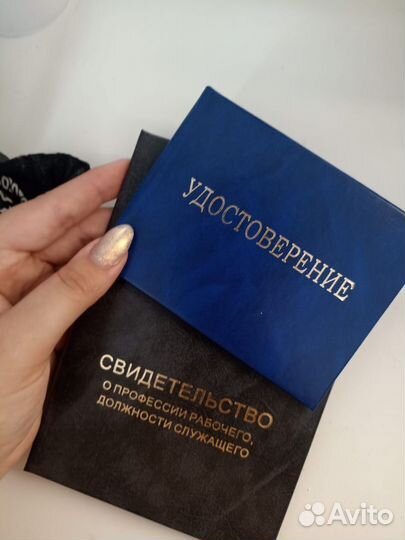 УДОСТОВЕРЕНИЕ
СВИДЕТЕЛЬСТВО
О ПРОФЕССИИ РАБОЧЕГО,
ДОЛЖНОСТИ СЛУЖАЩЕГО
Avito